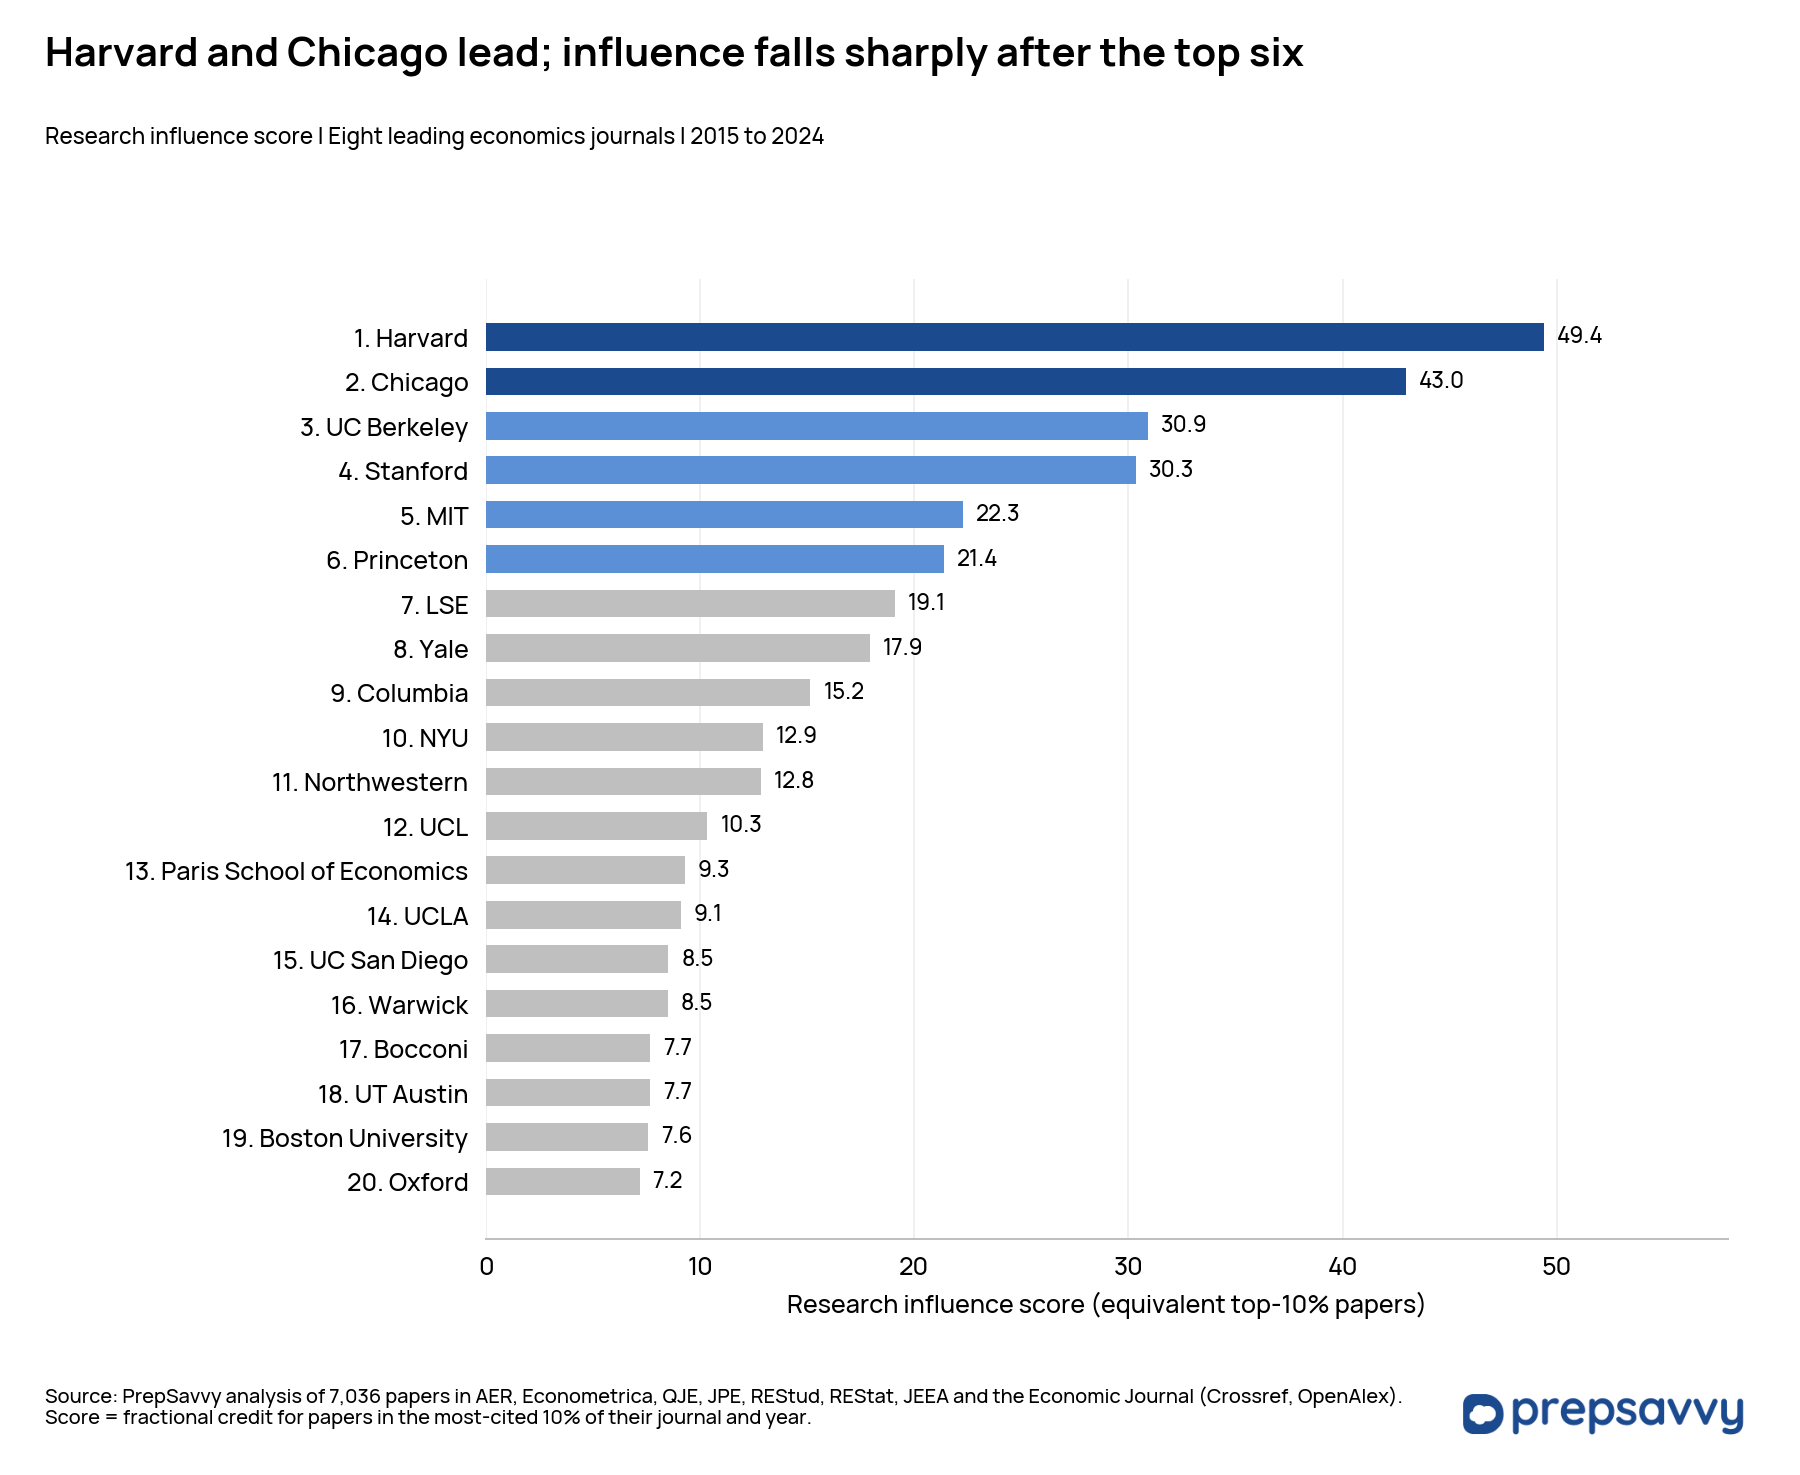 Harvard and Chicago lead; influence falls sharply after the top six
Research influence score | Eight leading economics journals | 2015 to 2024
1. Harvard 49.4
2. Chicago 43.0
3. UC Berkeley 30.9
4. Stanford 30.3
5. MIT 22.3
6. Princeton 21.4
7. LSE 19.1
8. Yale 17.9
9. Columbia 15.2
10. NYU 12.9
11. Northwestern 12.8
12. UCL 10.3
13. Paris School of Economics 9.3
14. UCLA 9.1
15. UC San Diego 8.5
16. Warwick 8.5
17. Bocconi 7.7
18. UT Austin 7.7
19. Boston University 7.6
20. Oxford 7.2
0 10 20 30 40 50
Research influence score (equivalent top-10% papers)
Source: PrepSavvy analysis of 7,036 papers in AER, Econometrica, QJE, JPE, REStud, REStat, JEEA and the Economic Journal (Crossref, OpenAlex).
Score = fractional credit for papers in the most-cited 10% of their journal and year.
prepsavvy